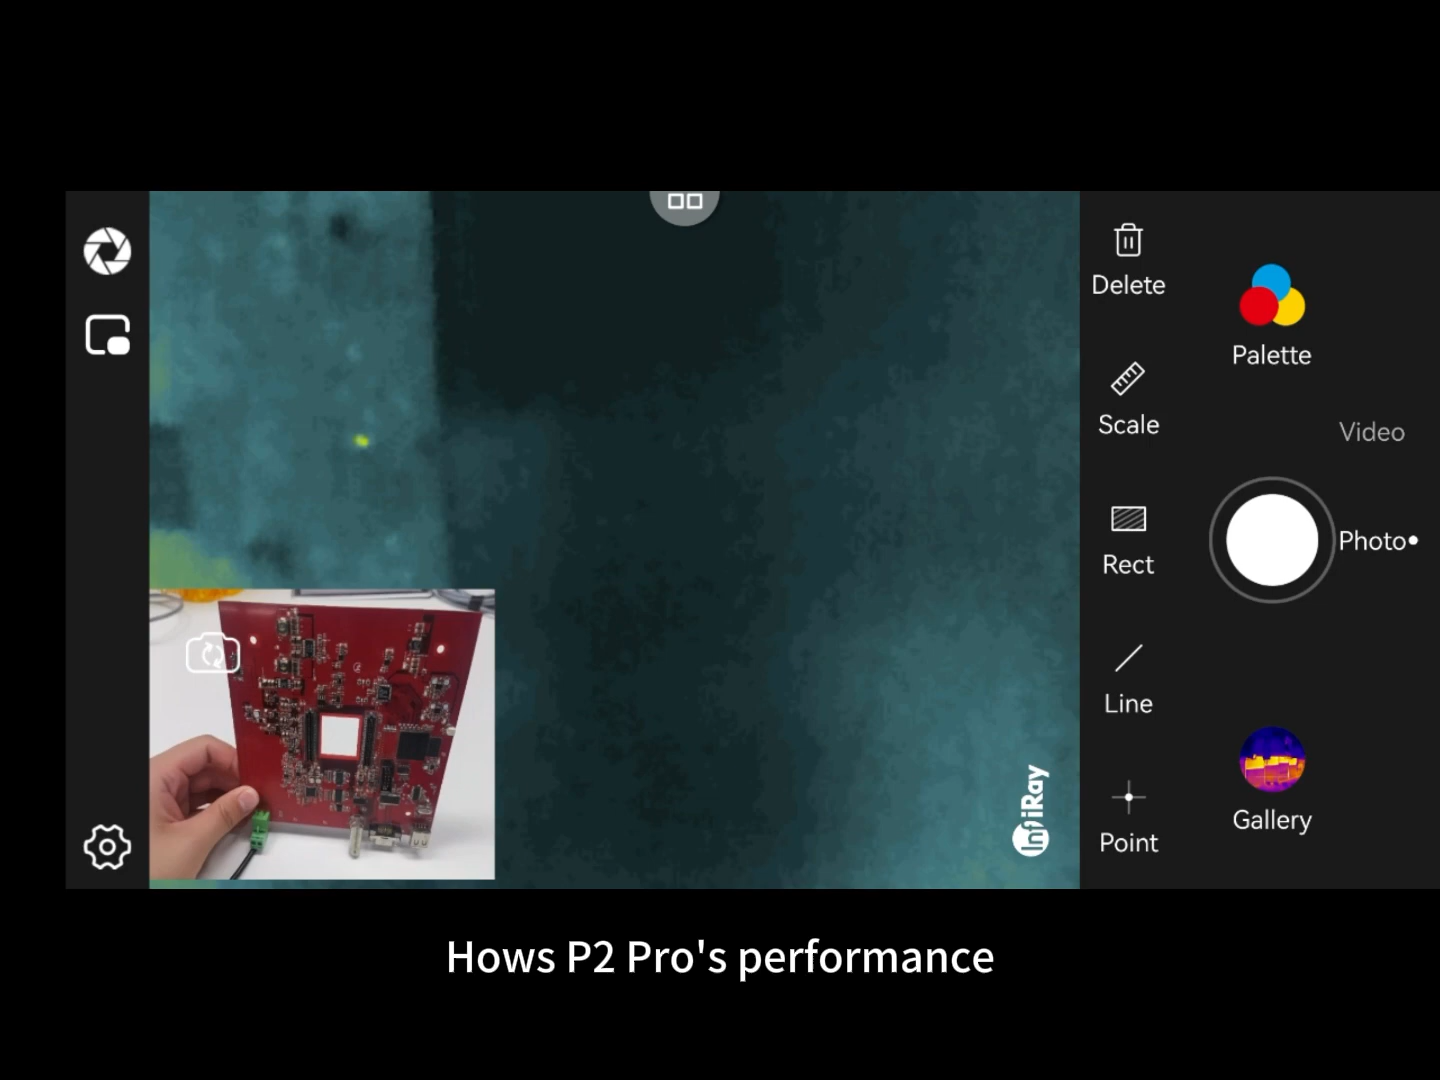 Delete
Palette
Scale
Video
Rect
Photo
Line
Point
Gallery
InfiRay
Hows P2 Pro's performance